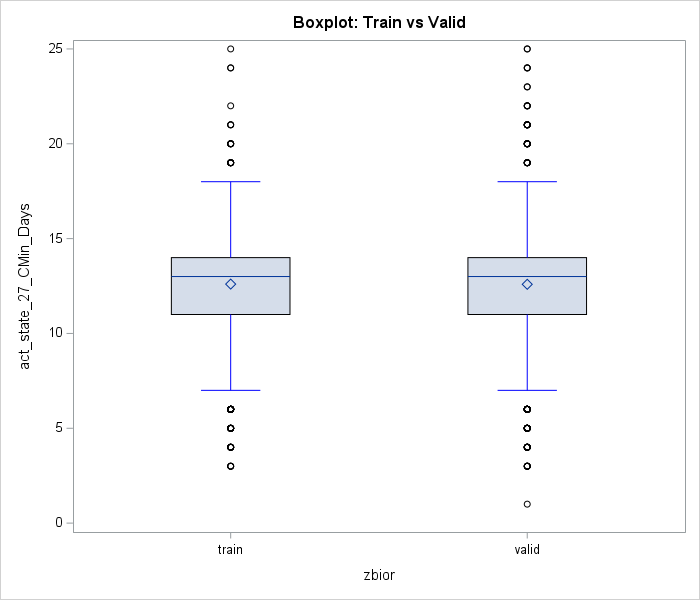 Boxplot: Train vs Valid
act_state_27_CMin_Days
25
20
15
10
5
0
train
valid
zbior